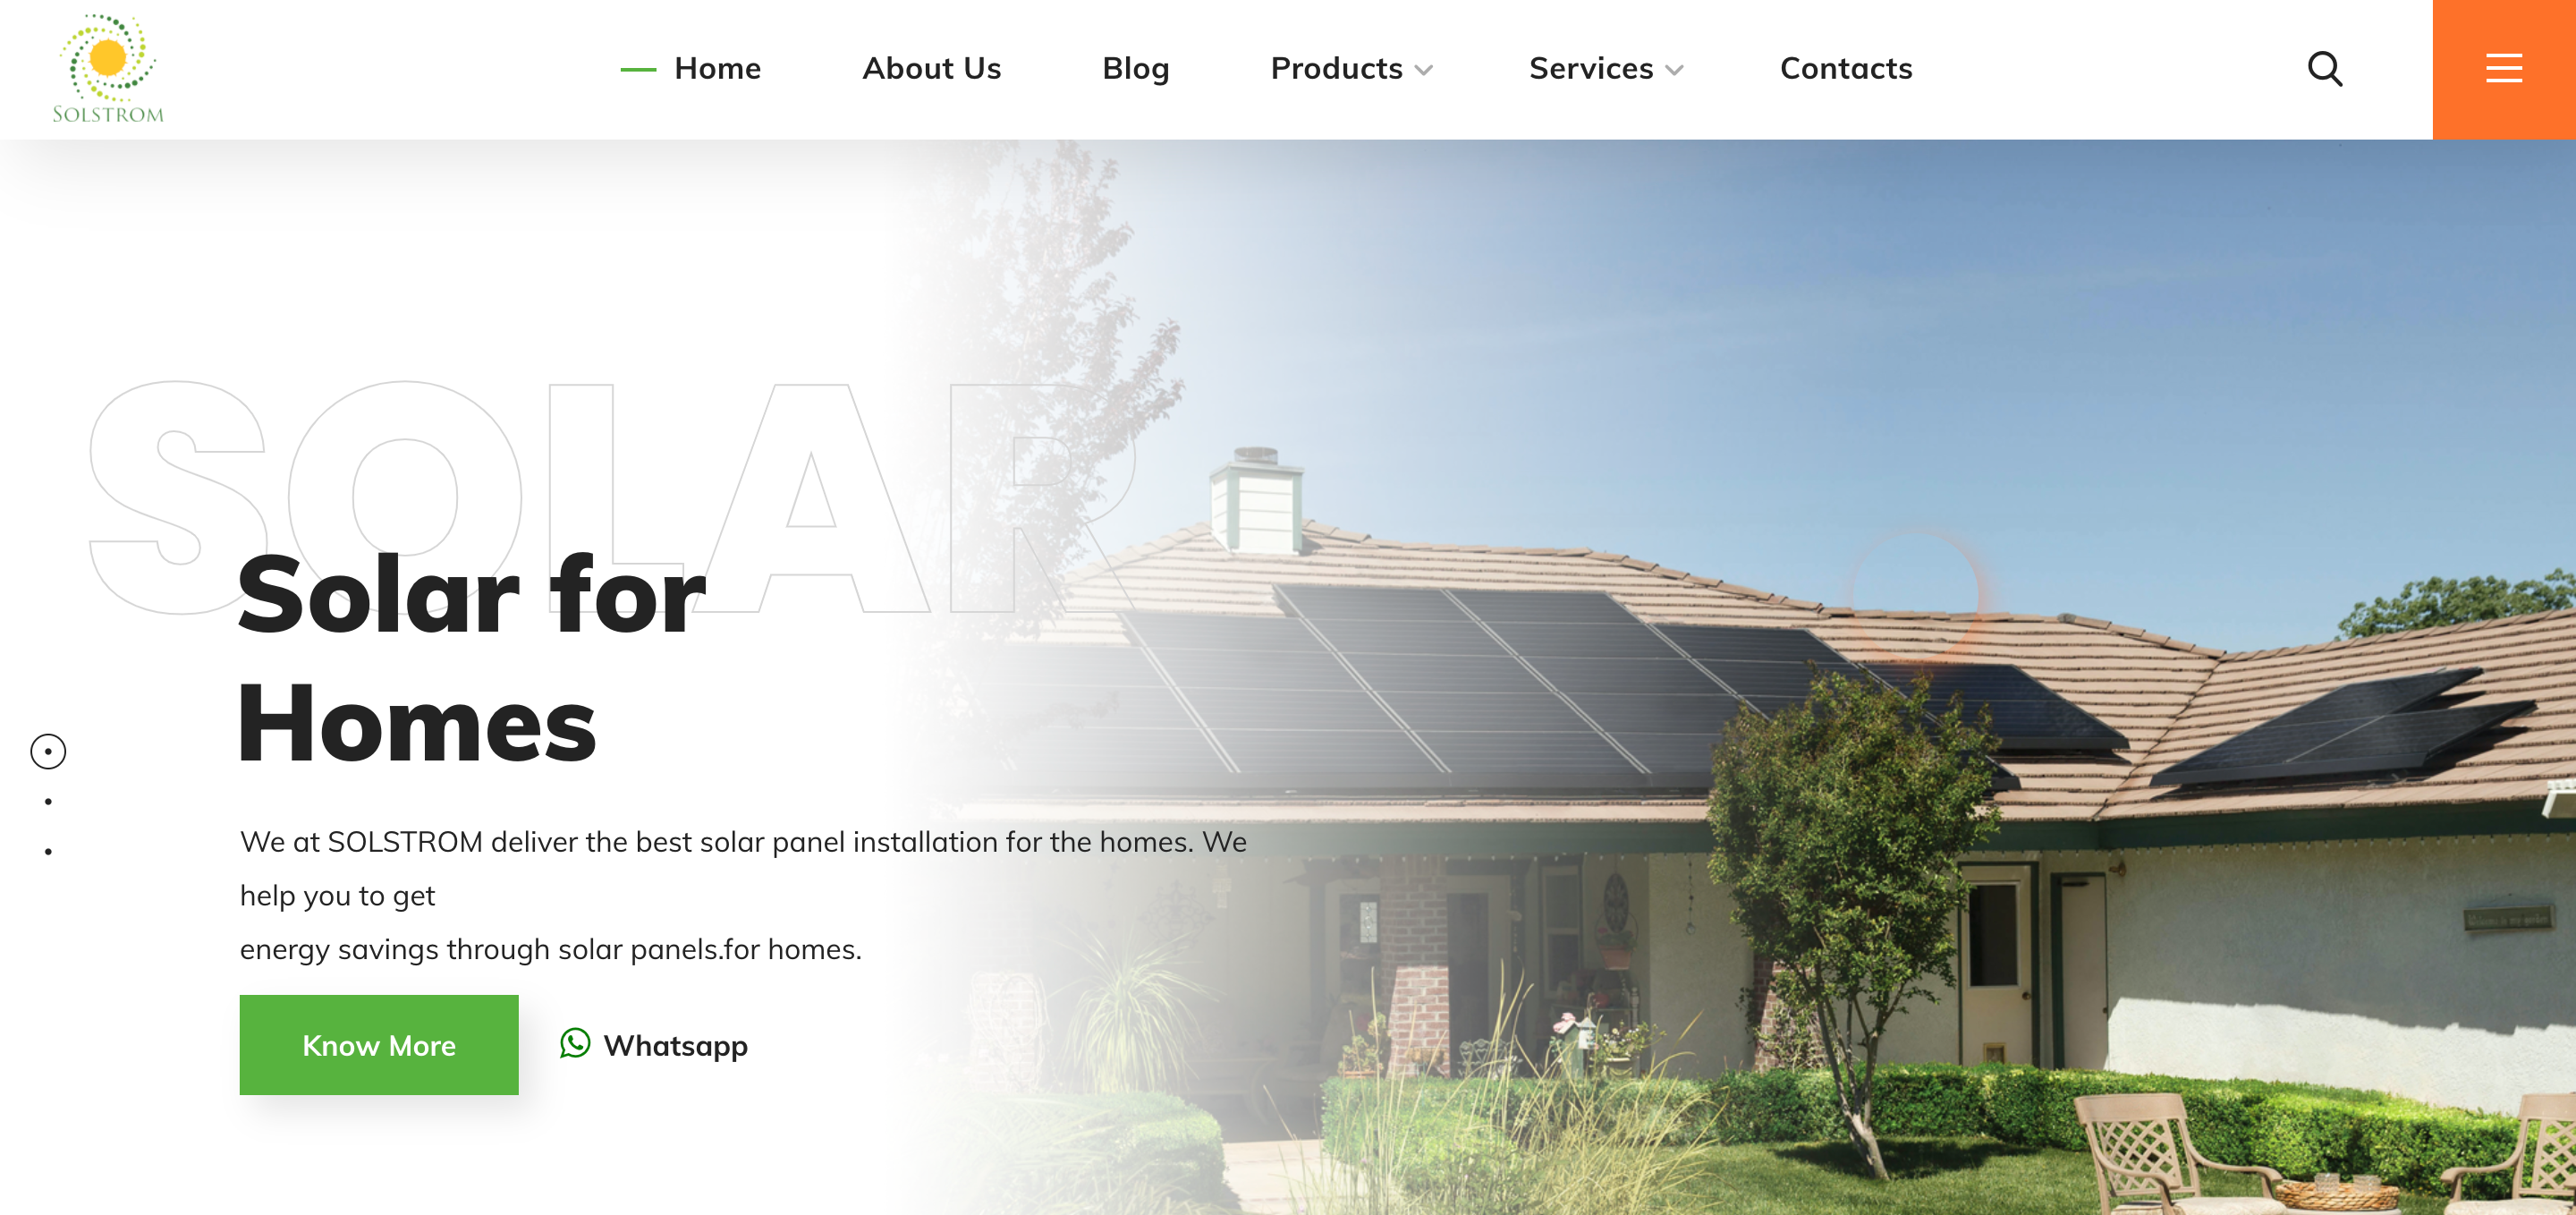 SOLSTROM
Home About Us Blog Products Services Contacts
SOLAR
Solar for
Homes
We at SOLSTROM deliver the best solar panel installation for the homes. We
help you to get
energy savings through solar panels.for homes.
Know More Whatsapp